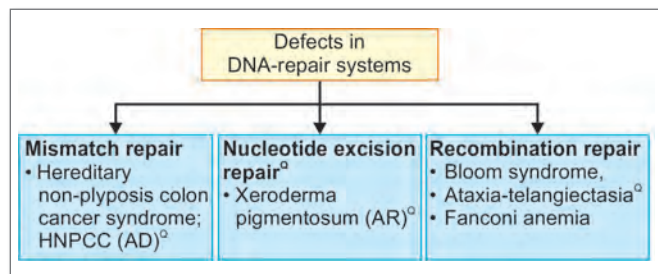 Defects in
DNA-repair systems
Mismatch repair
• Hereditary
non-plyposis colon
cancer syndrome;
HNPCC (AD)Q
Nucleotide excision
repairQ
• Xeroderma
pigmentosum (AR)Q
Recombination repair
• Bloom syndrome,
• Ataxia-telangiectasiaQ
• Fanconi anemia